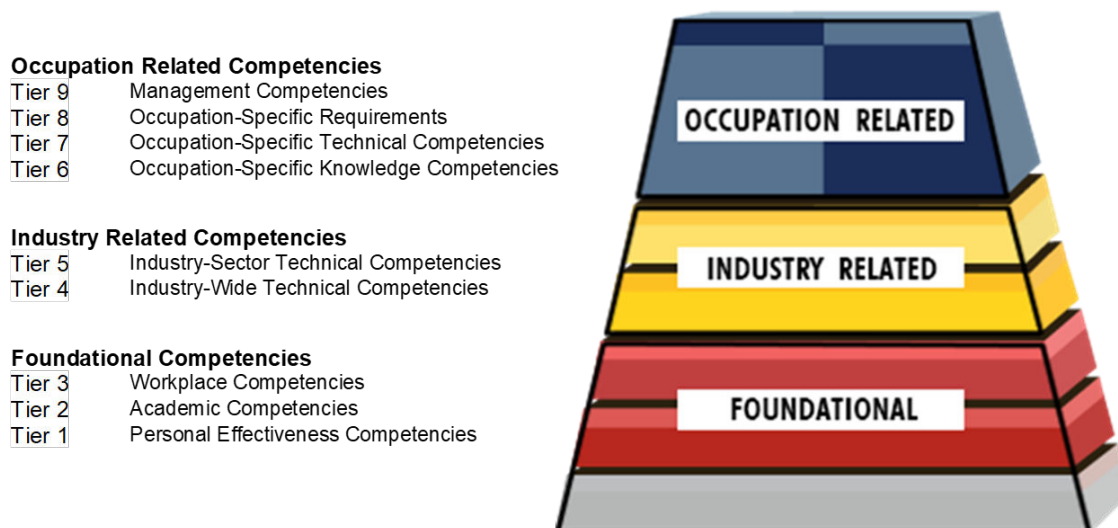 Occupation Related Competencies
Tier 9 Management Competencies
Tier 8 Occupation-Specific Requirements
Tier 7 Occupation-Specific Technical Competencies
Tier 6 Occupation-Specific Knowledge Competencies
Industry Related Competencies
Tier 5 Industry-Sector Technical Competencies
Tier 4 Industry-Wide Technical Competencies
Foundational Competencies
Tier 3 Workplace Competencies
Tier 2 Academic Competencies
Tier 1 Personal Effectiveness Competencies
OCCUPATION RELATED
INDUSTRY RELATED
FOUNDATIONAL